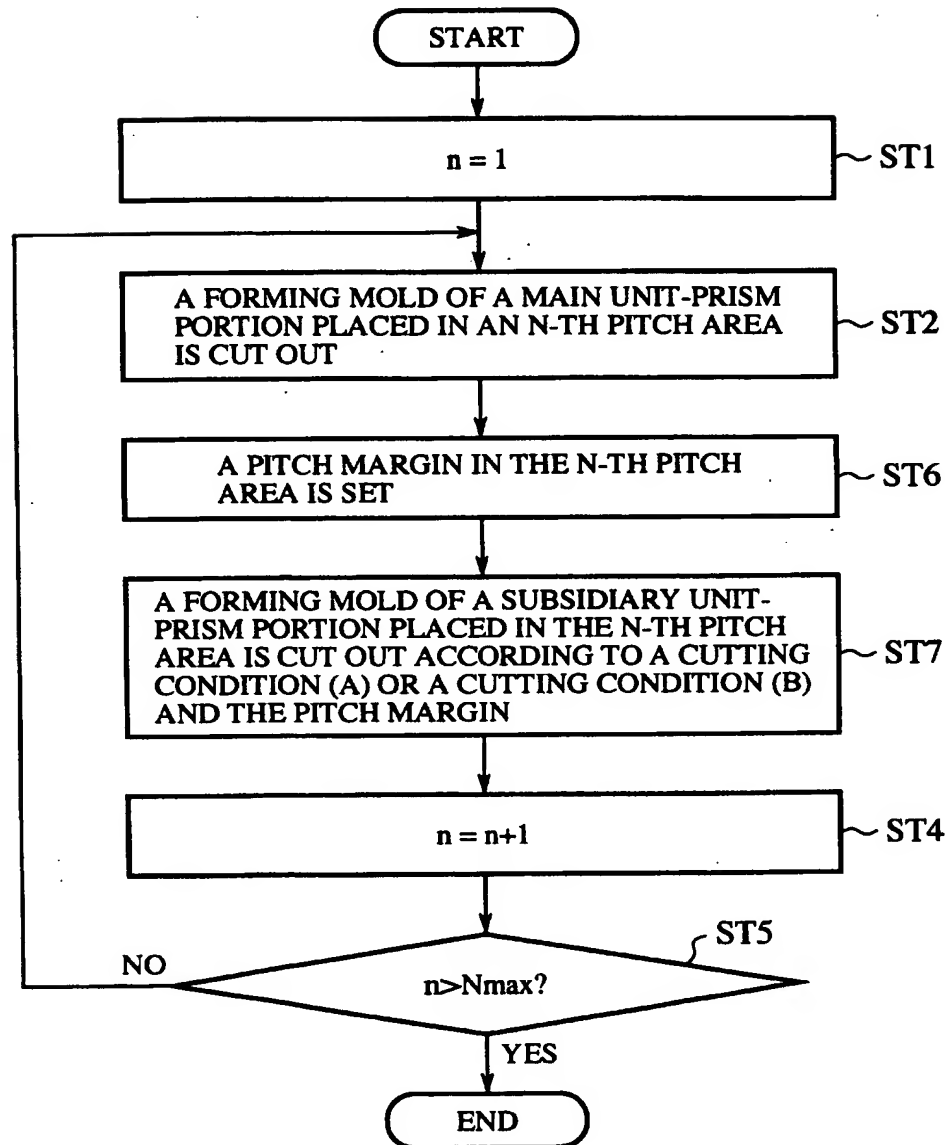 START
n = 1
ST1
A FORMING MOLD OF A MAIN UNIT-PRISM
PORTION PLACED IN AN N-TH PITCH AREA
IS CUT OUT
ST2
A PITCH MARGIN IN THE N-TH PITCH
AREA IS SET
ST6
A FORMING MOLD OF A SUBSIDIARY UNIT-
PRISM PORTION PLACED IN THE N-TH PITCH
AREA IS CUT OUT ACCORDING TO A CUTTING
CONDITION (A) OR A CUTTING CONDITION (B)
AND THE PITCH MARGIN
ST7
n = n+1
ST4
ST5
NO
n>Nmax?
YES
END